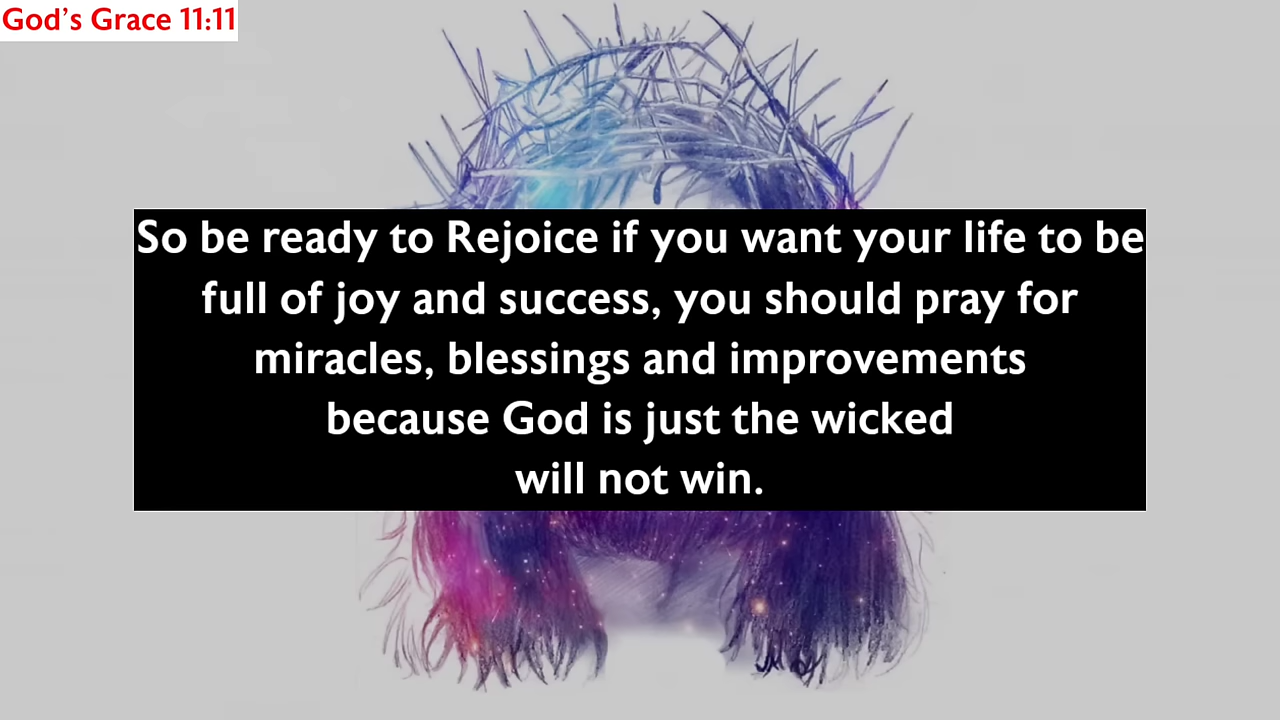 God's Grace 11:11
So be ready to Rejoice if you want your life to be
full of joy and success, you should pray for
miracles, blessings and improvements
because God is just the wicked
will not win.